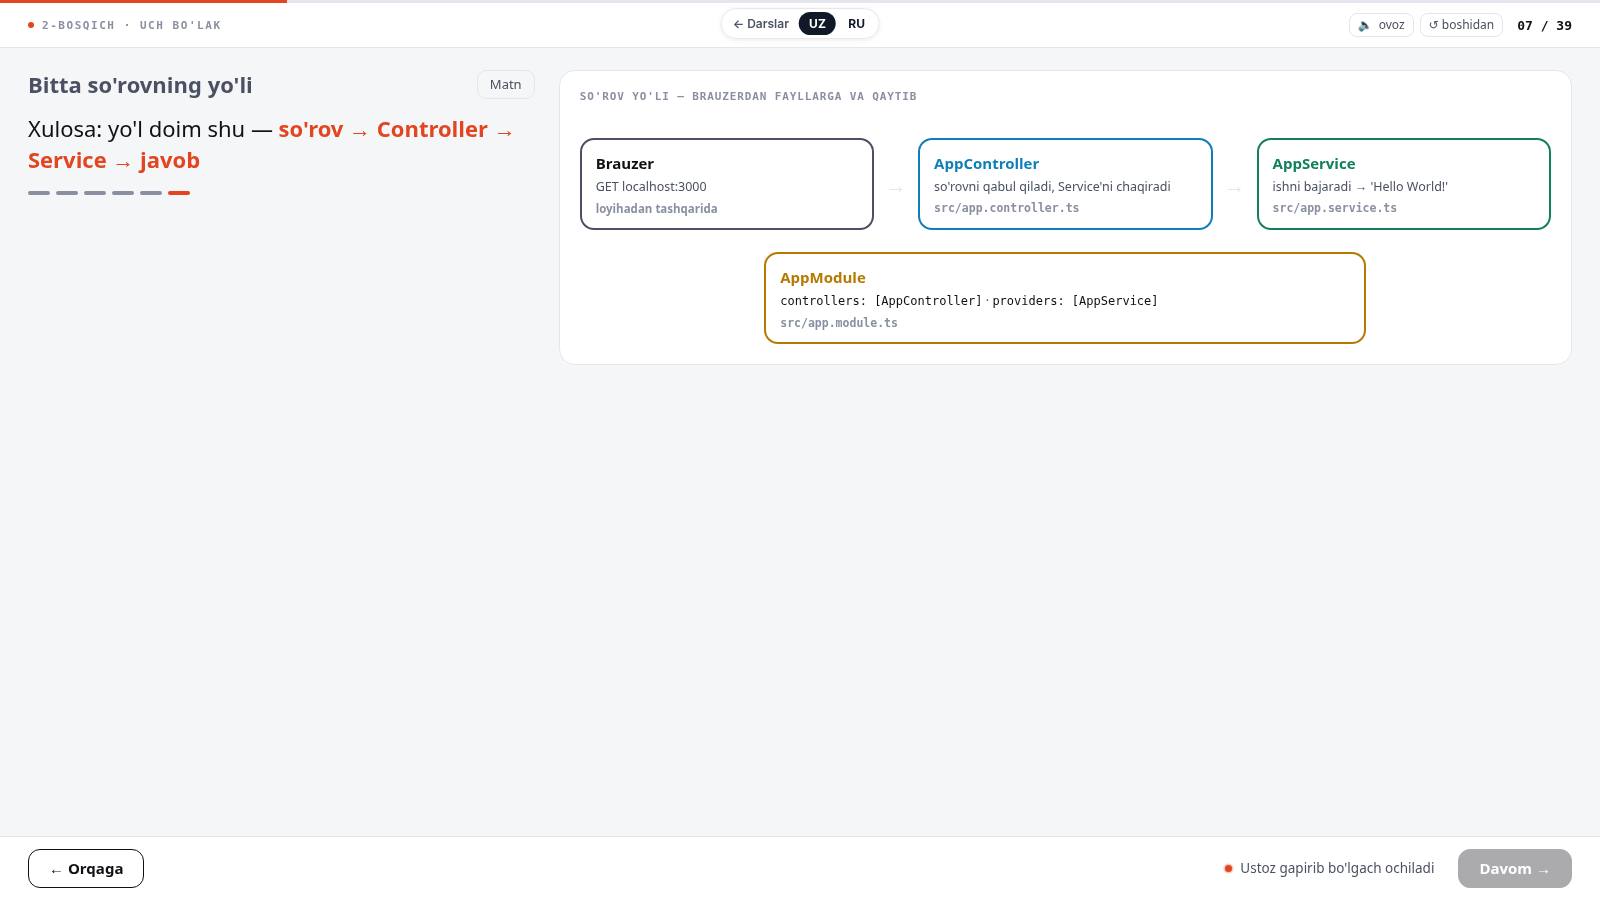 2-BOSQICH · UCH BO'LAK
← Darslar UZ RU
🔈 ovoz ↺ boshidan 07 / 39
Bitta so'rovning yo'li
Matn
Xulosa: yo'l doim shu — so'rov → Controller →
Service → javob
SO'ROV YO'LI — BRAUZERDAN FAYLLARGA VA QAYTIB
Brauzer
GET localhost:3000
loyihadan tashqarida
→
AppController
so'rovni qabul qiladi, Service'ni chaqiradi
src/app.controller.ts
→
AppService
ishni bajaradi → 'Hello World!'
src/app.service.ts
AppModule
controllers: [AppController] · providers: [AppService]
src/app.module.ts
← Orqaga
Ustoz gapirib bo'lgach ochiladi
Davom →